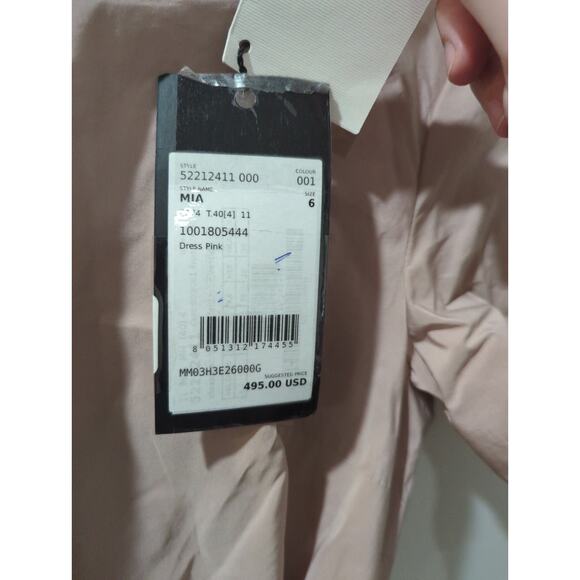 STYLE COLOUR
52212411 000 001
STYLE NAME SIZE
MIA 6
4 T.40[4] 11
1001805444
Dress Pink
8 051312 174455
MM03H3E26000G SUGGESTED PRICE
495.00 USD